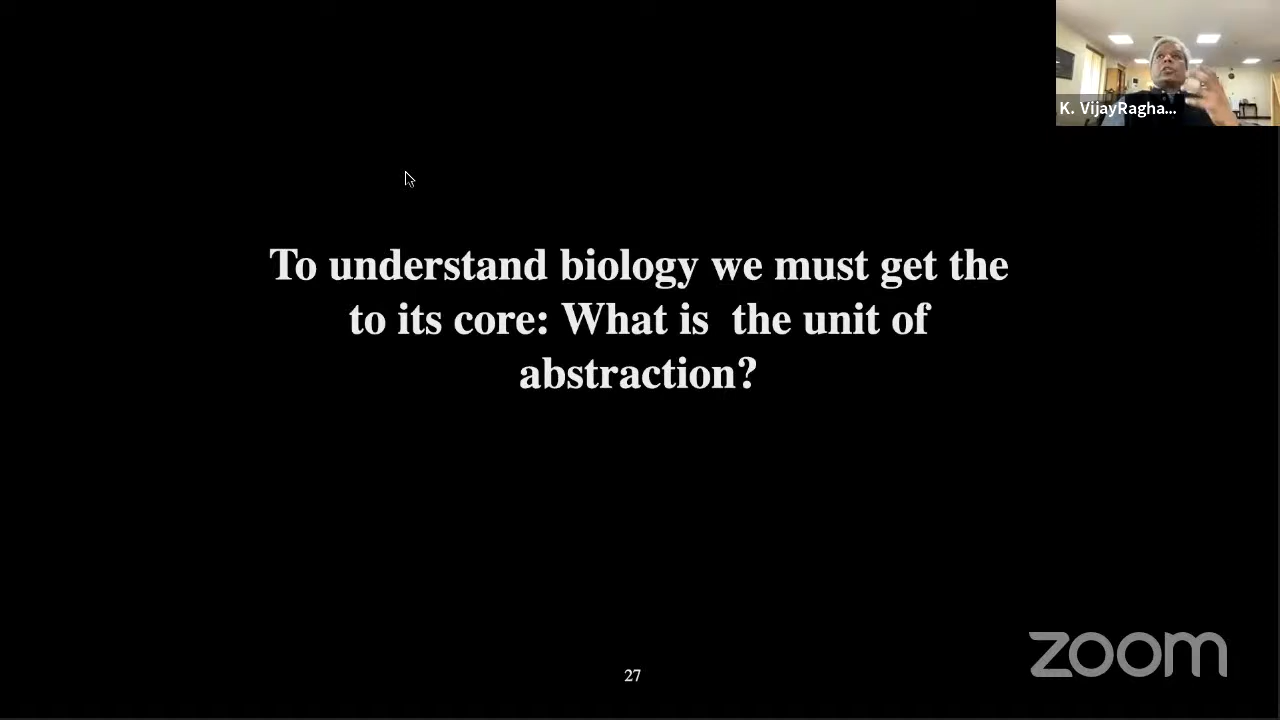 K. VijayRagha...
To understand biology we must get the
to its core: What is  the unit of
abstraction?
zoom
27